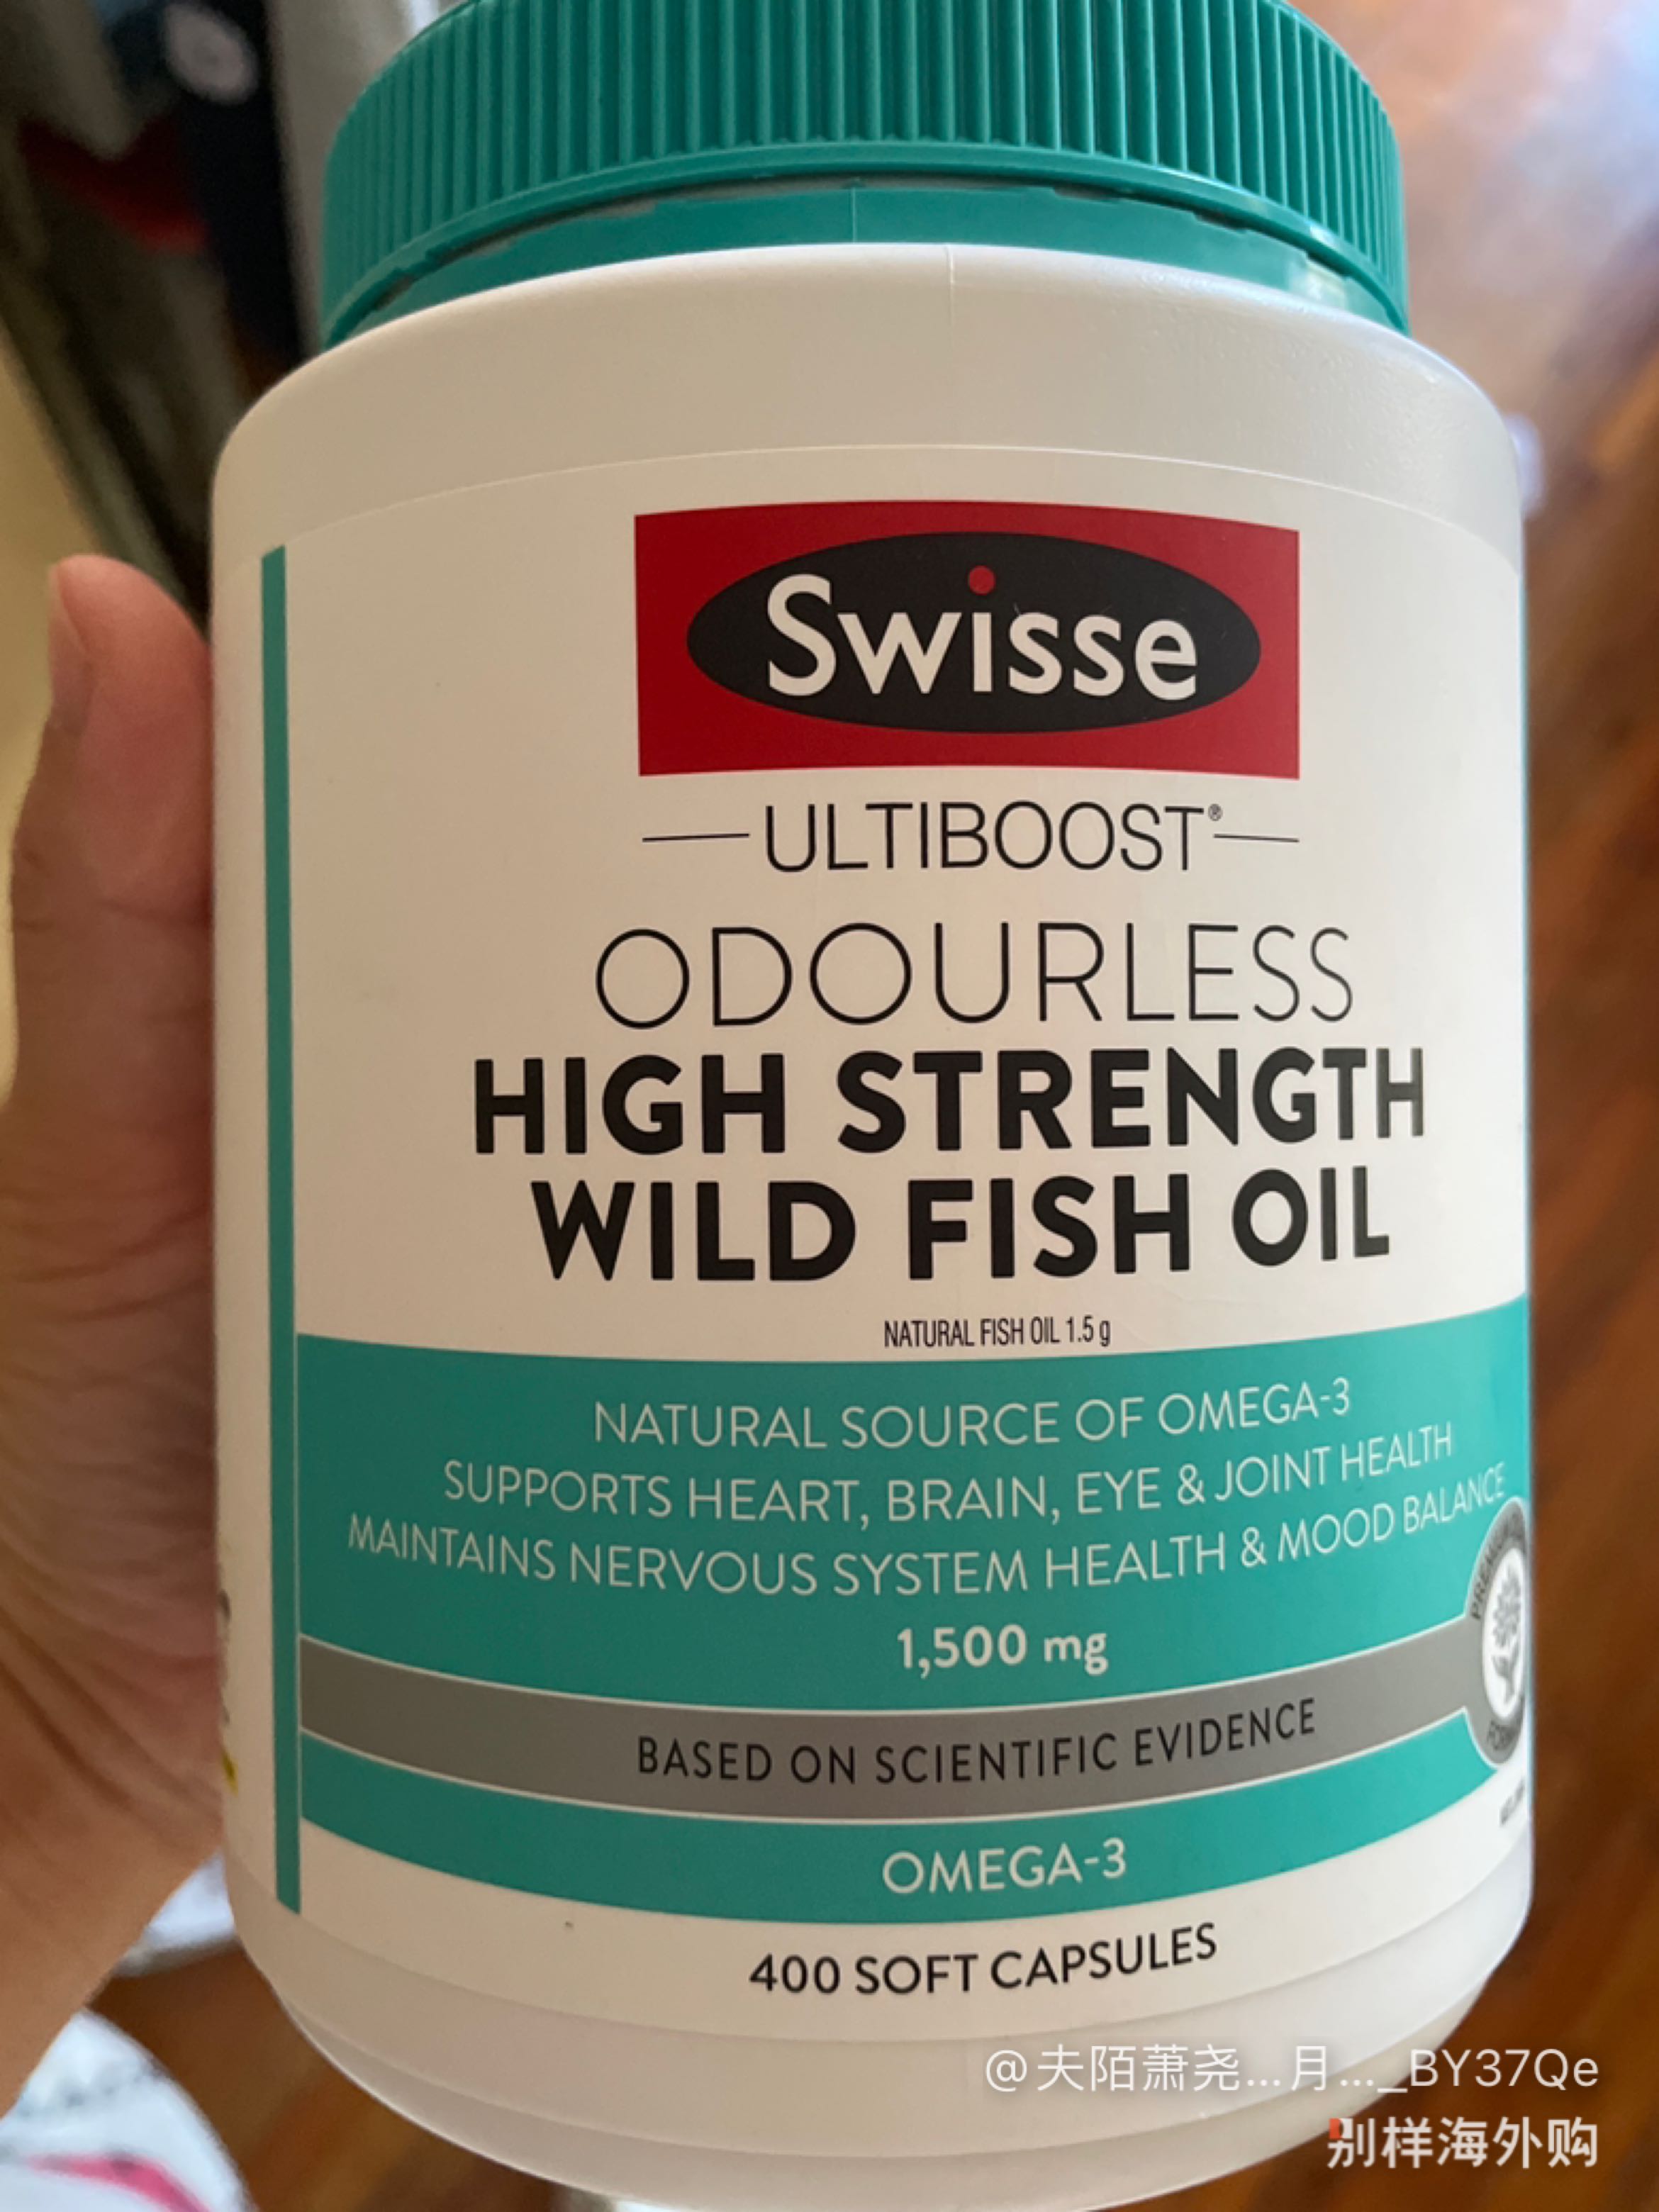 Swisse
ULTIBOOST®
ODOURLESS
HIGH STRENGTH
WILD FISH OIL
NATURAL FISH OIL 1.5 g
NATURAL SOURCE OF OMEGA-3
SUPPORTS HEART, BRAIN, EYE & JOINT HEALTH
MAINTAINS NERVOUS SYSTEM HEALTH & MOOD BALANCE
1,500 mg
BASED ON SCIENTIFIC EVIDENCE
OMEGA-3
400 SOFT CAPSULES
@夫陌萧尧...月..._BY37Qe
别样海外购